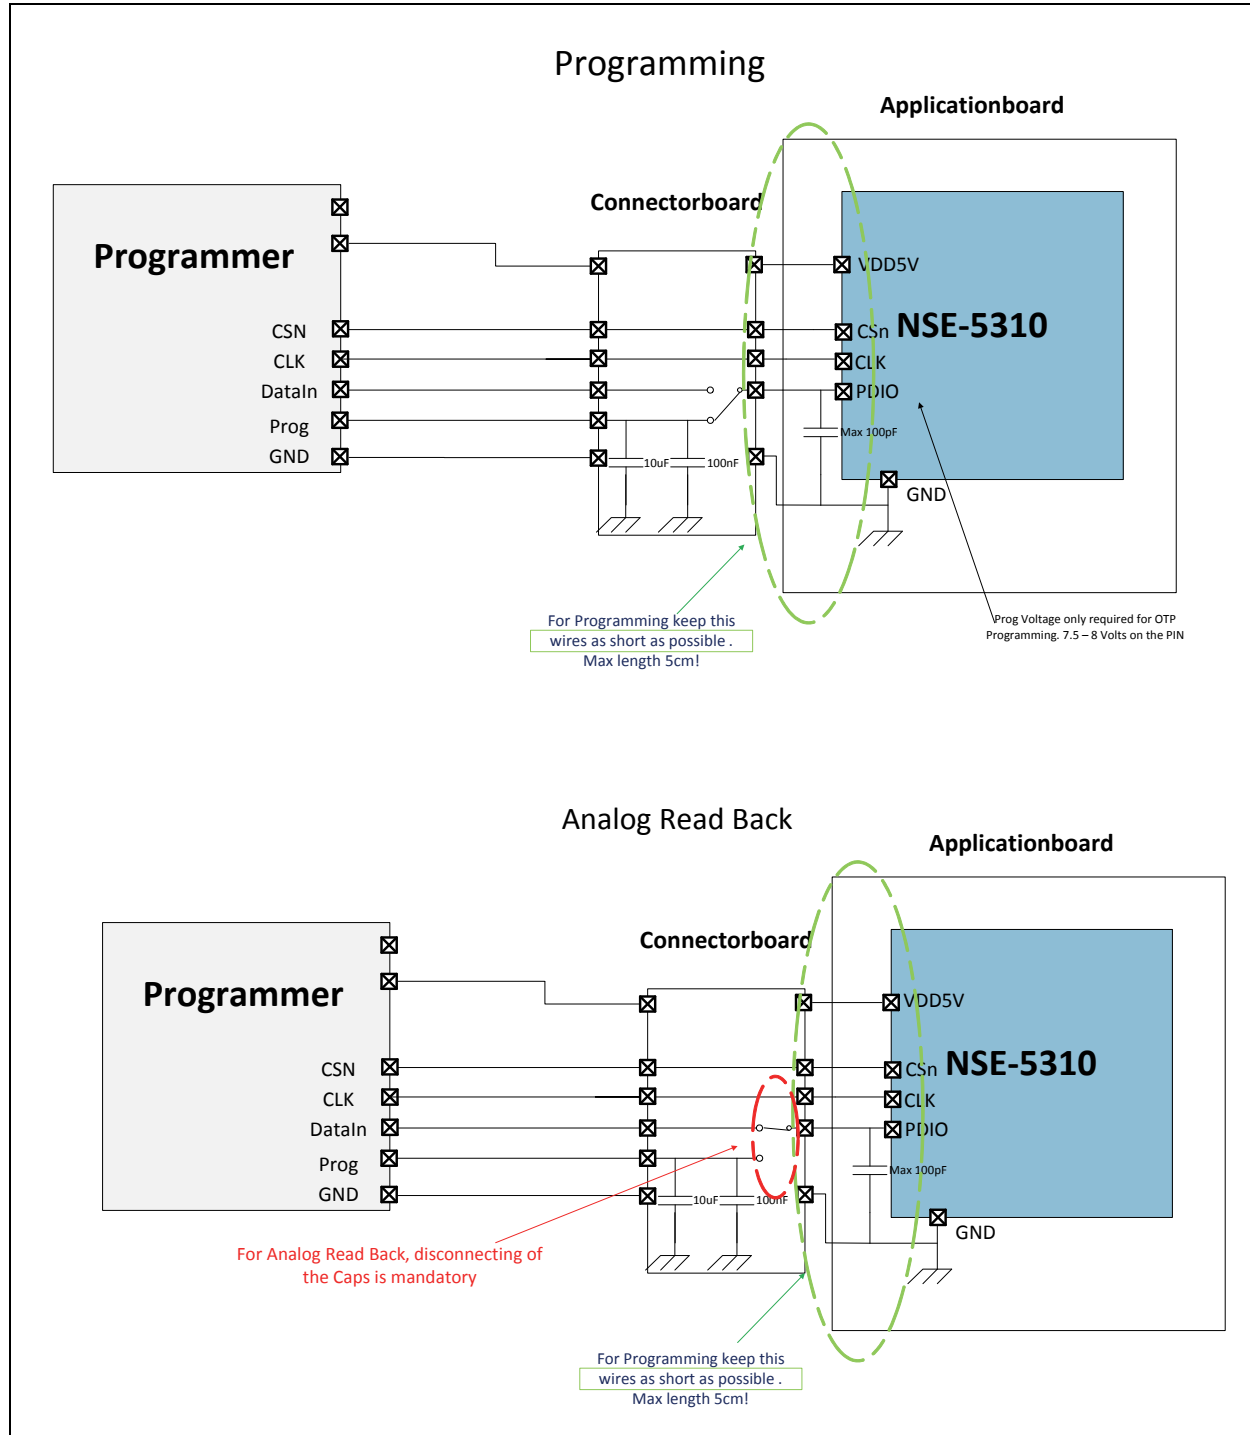 Programming
Applicationboard
Connectorboard
Programmer
VDD5V
CSN
CSn
NSE-5310
CLK
CLK
DataIn
PDIO
Prog
Max 100pF
GND
10uF
100nF
GND
For Programming keep this
wires as short as possible .
Max length 5cm!
Prog Voltage only required for OTP
Programming. 7.5 – 8 Volts on the PIN
Analog Read Back
Applicationboard
Connectorboard
Programmer
VDD5V
CSN
CSn
NSE-5310
CLK
CLK
DataIn
PDIO
Prog
Max 100pF
GND
10uF
100nF
GND
For Analog Read Back, disconnecting of
the Caps is mandatory
For Programming keep this
wires as short as possible .
Max length 5cm!